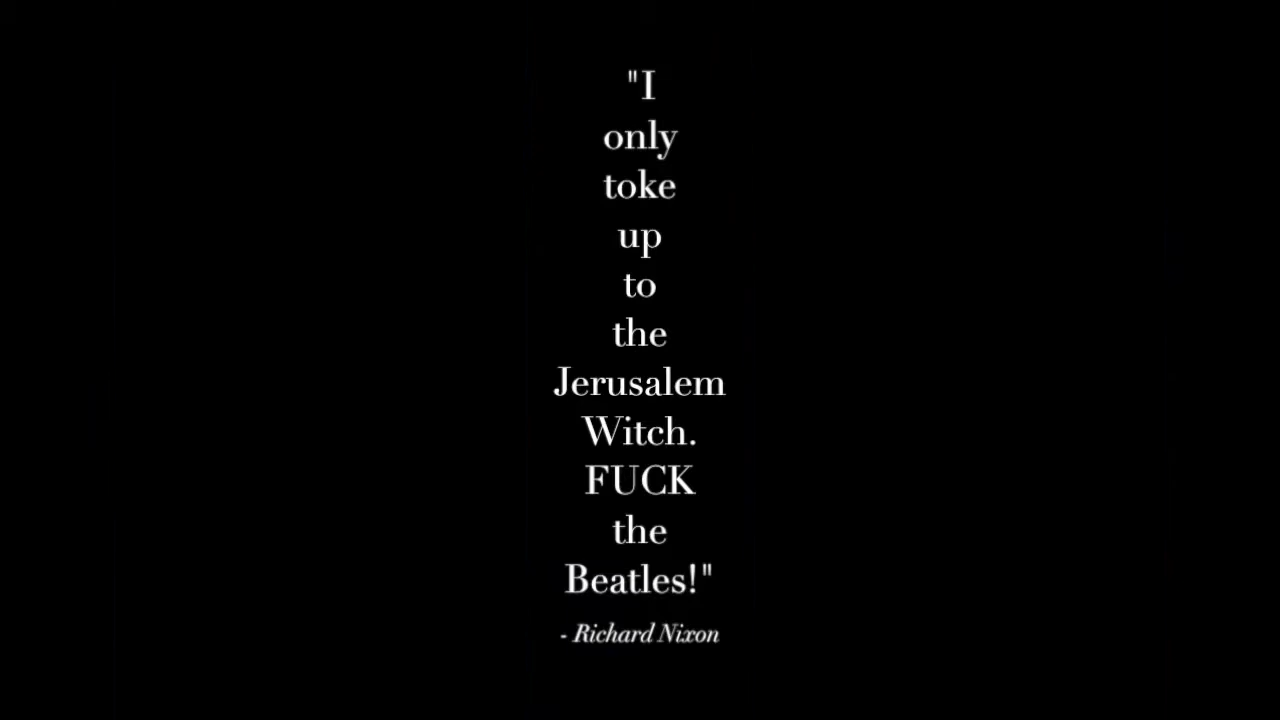 "I
only
toke
up
to
the
Jerusalem
Witch.
FUCK
the
Beatles!"
- Richard Nixon